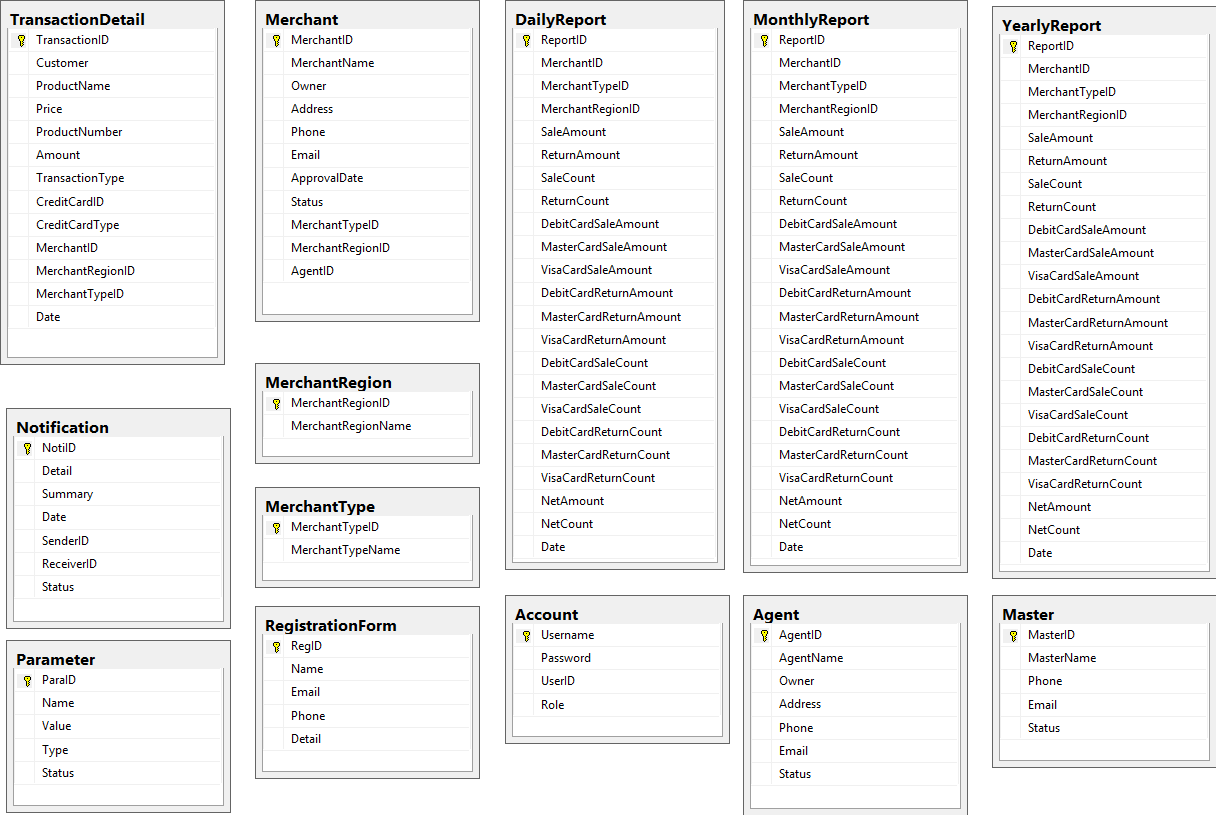 TransactionDetail
TransactionID
Customer
ProductName
Price
ProductNumber
Amount
TransactionType
CreditCardID
CreditCardType
MerchantID
MerchantRegionID
MerchantTypeID
Date
Merchant
MerchantID
MerchantName
Owner
Address
Phone
Email
ApprovalDate
Status
MerchantTypeID
MerchantRegionID
AgentID
DailyReport
ReportID
MerchantID
MerchantTypeID
MerchantRegionID
SaleAmount
ReturnAmount
SaleCount
ReturnCount
DebitCardSaleAmount
MasterCardSaleAmount
VisaCardSaleAmount
DebitCardReturnAmount
MasterCardReturnAmount
VisaCardReturnAmount
DebitCardSaleCount
MasterCardSaleCount
VisaCardSaleCount
DebitCardReturnCount
MasterCardReturnCount
VisaCardReturnCount
NetAmount
NetCount
Date
MonthlyReport
ReportID
MerchantID
MerchantTypeID
MerchantRegionID
SaleAmount
ReturnAmount
SaleCount
ReturnCount
DebitCardSaleAmount
MasterCardSaleAmount
VisaCardSaleAmount
DebitCardReturnAmount
MasterCardReturnAmount
VisaCardReturnAmount
DebitCardSaleCount
MasterCardSaleCount
VisaCardSaleCount
DebitCardReturnCount
MasterCardReturnCount
VisaCardReturnCount
NetAmount
NetCount
Date
YearlyReport
ReportID
MerchantID
MerchantTypeID
MerchantRegionID
SaleAmount
ReturnAmount
SaleCount
ReturnCount
DebitCardSaleAmount
MasterCardSaleAmount
VisaCardSaleAmount
DebitCardReturnAmount
MasterCardReturnAmount
VisaCardReturnAmount
DebitCardSaleCount
MasterCardSaleCount
VisaCardSaleCount
DebitCardReturnCount
MasterCardReturnCount
VisaCardReturnCount
NetAmount
NetCount
Date
MerchantRegion
MerchantRegionID
MerchantRegionName
Notification
NotiID
Detail
Summary
Date
SenderID
ReceiverID
Status
MerchantType
MerchantTypeID
MerchantTypeName
RegistrationForm
RegID
Name
Email
Phone
Detail
Parameter
ParaID
Name
Value
Type
Status
Account
Username
Password
UserID
Role
Agent
AgentID
AgentName
Owner
Address
Phone
Email
Status
Master
MasterID
MasterName
Phone
Email
Status